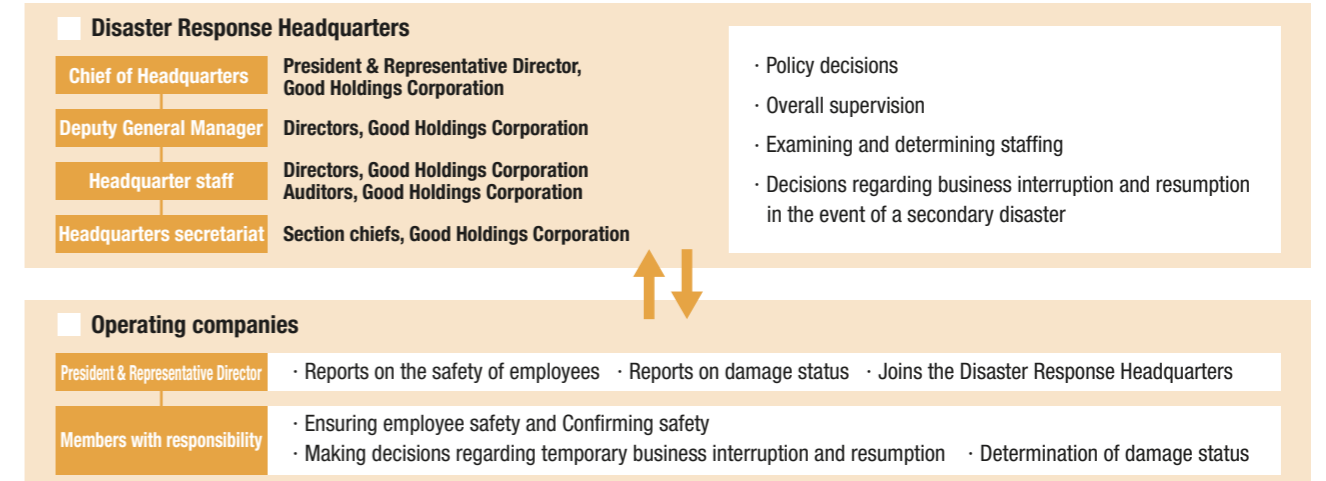 Disaster Response Headquarters
Chief of Headquarters
President & Representative Director,
Good Holdings Corporation
Deputy General Manager
Directors, Good Holdings Corporation
Headquarter staff
Directors, Good Holdings Corporation
Auditors, Good Holdings Corporation
Headquarters secretariat
Section chiefs, Good Holdings Corporation
· Policy decisions
· Overall supervision
· Examining and determining staffing
· Decisions regarding business interruption and resumption
in the event of a secondary disaster
Operating companies
President & Representative Director
· Reports on the safety of employees · Reports on damage status · Joins the Disaster Response Headquarters
Members with responsibility
· Ensuring employee safety and Confirming safety
· Making decisions regarding temporary business interruption and resumption · Determination of damage status